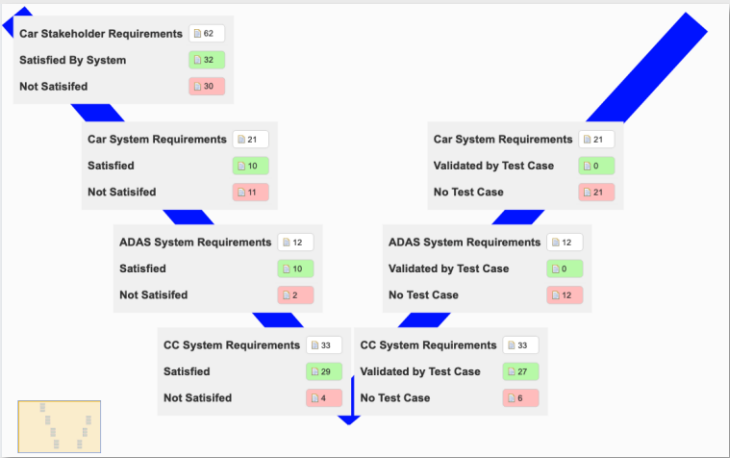 Car Stakeholder Requirements 62
Satisfied By System 32
Not Satisifed 30
Car System Requirements 21
Satisfied 10
Not Satisifed 11
Car System Requirements 21
Validated by Test Case 0
No Test Case 21
ADAS System Requirements 12
Satisfied 10
Not Satisifed 2
ADAS System Requirements 12
Validated by Test Case 0
No Test Case 12
CC System Requirements 33
Satisfied 29
Not Satisifed 4
CC System Requirements 33
Validated by Test Case 27
No Test Case 6